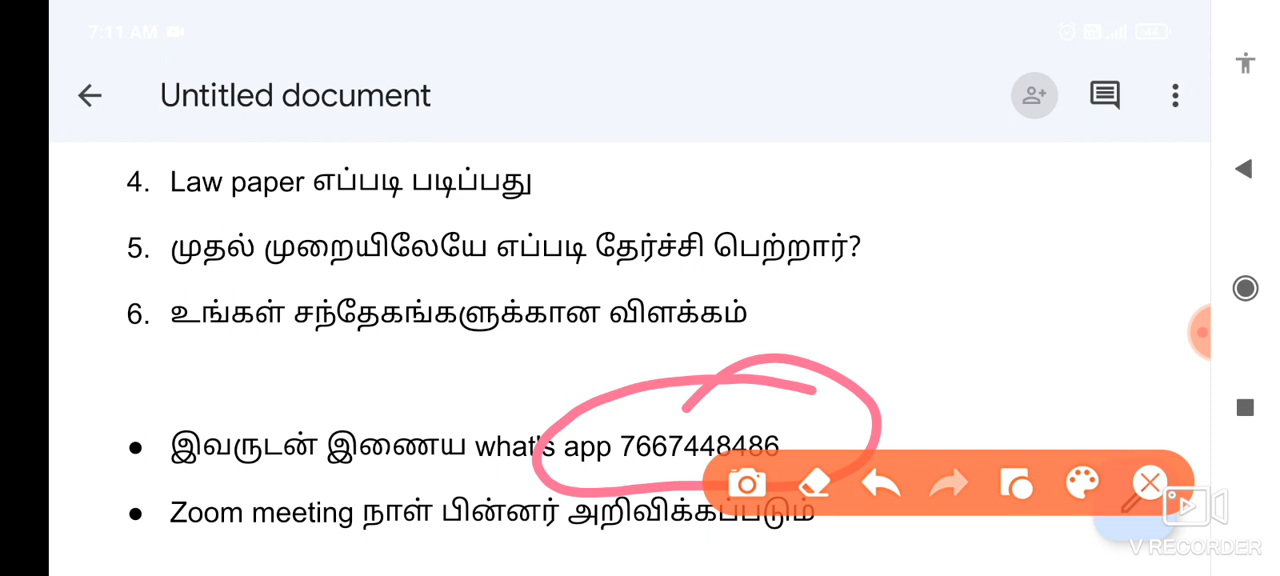 7:11 AM
44
Untitled document
4. Law paper எப்படி படிப்பது
5. முதல் முறையிலேயே எப்படி தேர்ச்சி பெற்றார்?
6. உங்கள் சந்தேகங்களுக்கான விளக்கம்
• இவருடன் இணைய what's app 7667448486
• Zoom meeting நாள் பின்னர் அறிவிக்கப்படும்
V RECORDER